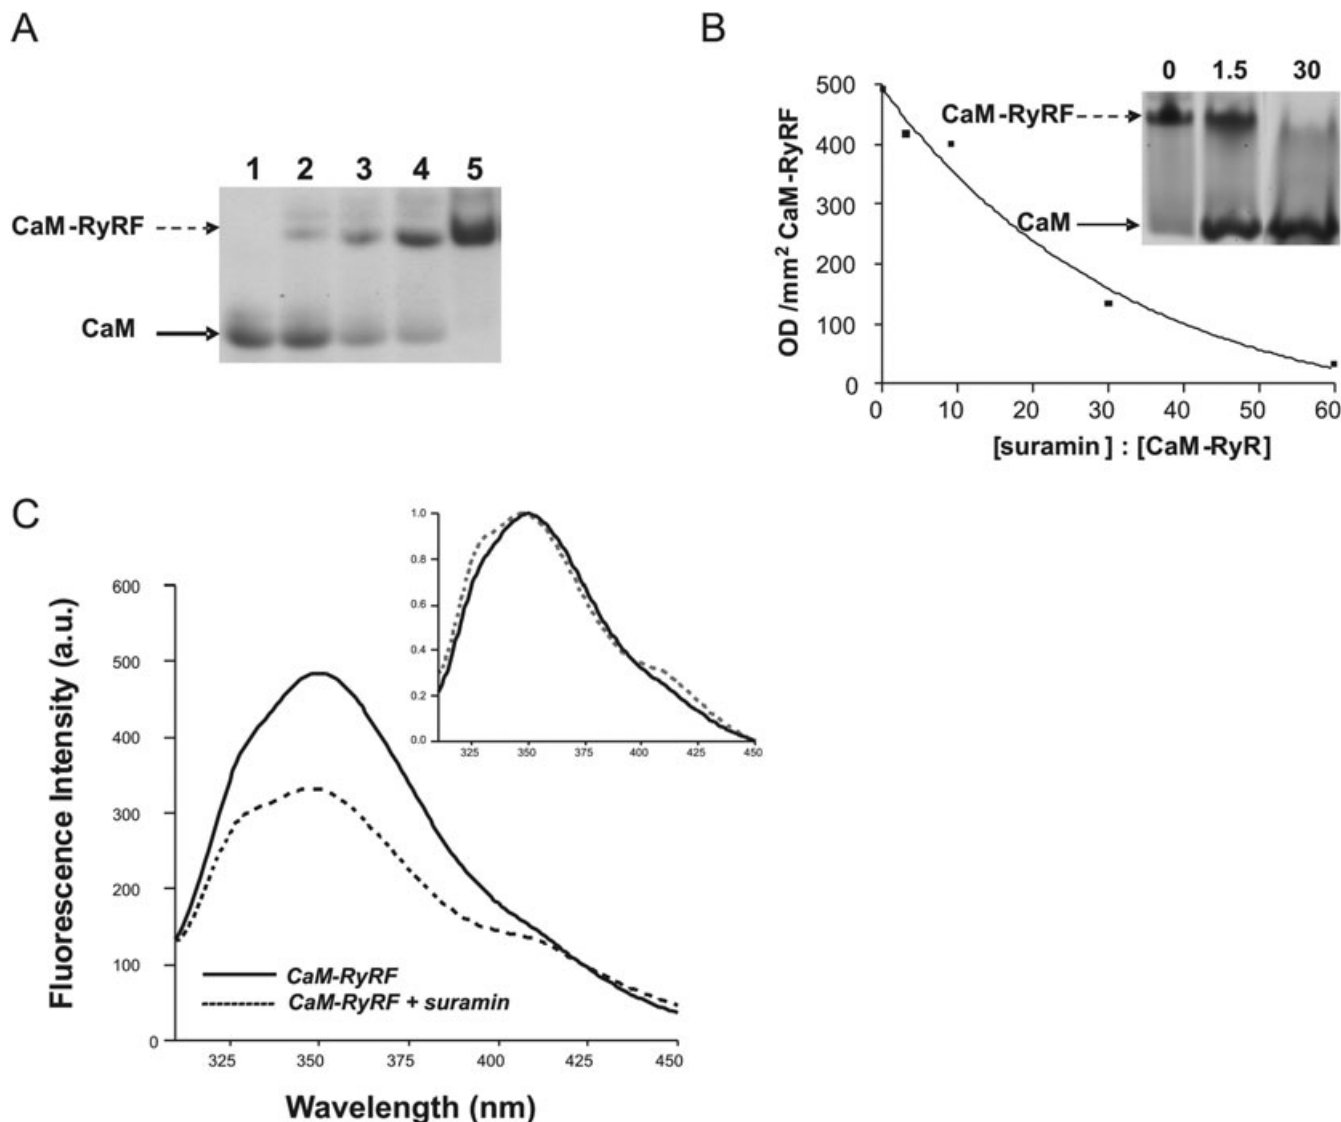 A
1 2 3 4 5
CaM-RyRF
CaM
B
0 1.5 30
CaM-RyRF
CaM
OD /mm² CaM-RyRF
500
400
300
200
100
0
0 10 20 30 40 50 60
[suramin] : [CaM-RyR]
C
1.0
0.8
0.6
0.4
0.2
0.0
325 350 375 400 425 450
Fluorescence Intensity (a.u.)
600
500
400
300
200
100
0
CaM-RyRF
CaM-RyRF + suramin
325 350 375 400 425 450
Wavelength (nm)